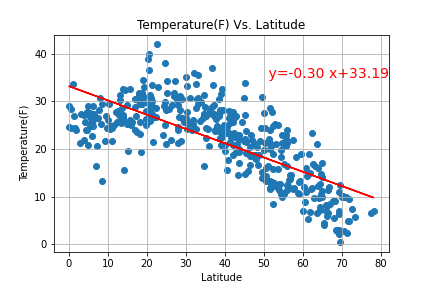 Temperature(F) Vs. Latitude
y=-0.30 x+33.19
Temperature(F)
40
30
20
10
0
0 10 20 30 40 50 60 70 80
Latitude